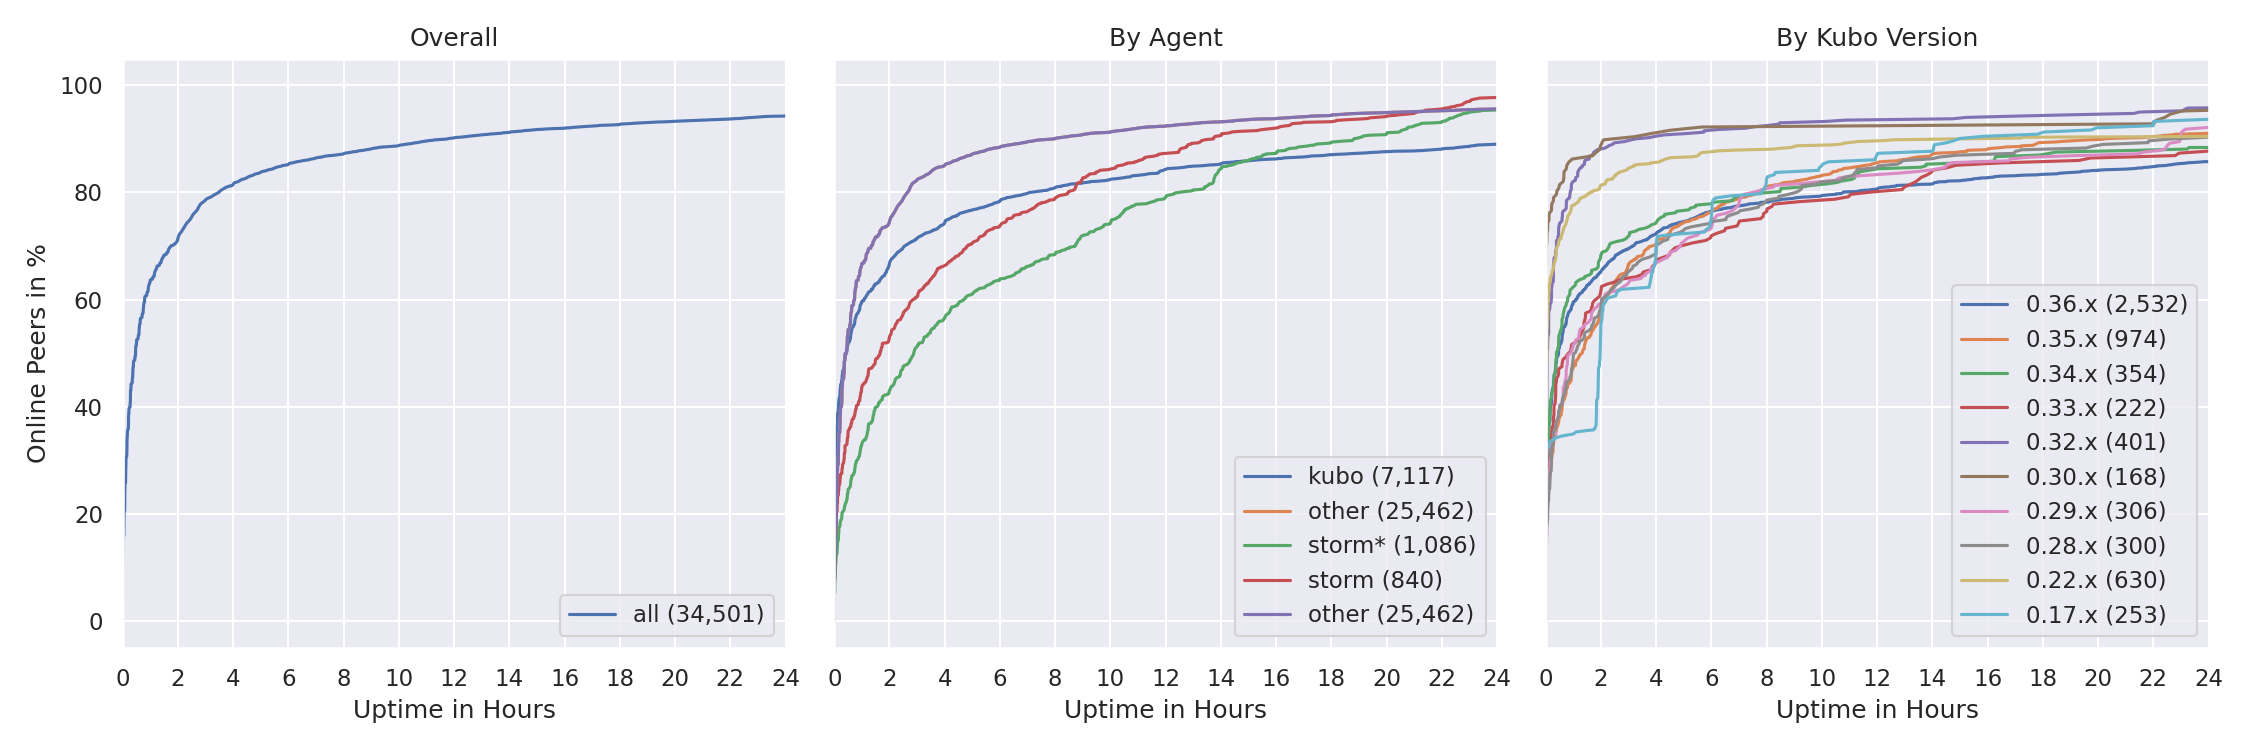 Overall
By Agent
By Kubo Version
Online Peers in %
100
80
60
40
20
0
all (34,501)
kubo (7,117)
other (25,462)
storm* (1,086)
storm (840)
other (25,462)
0.36.x (2,532)
0.35.x (974)
0.34.x (354)
0.33.x (222)
0.32.x (401)
0.30.x (168)
0.29.x (306)
0.28.x (300)
0.22.x (630)
0.17.x (253)
0 2 4 6 8 10 12 14 16 18 20 22 24
0 2 4 6 8 10 12 14 16 18 20 22 24
0 2 4 6 8 10 12 14 16 18 20 22 24
Uptime in Hours
Uptime in Hours
Uptime in Hours